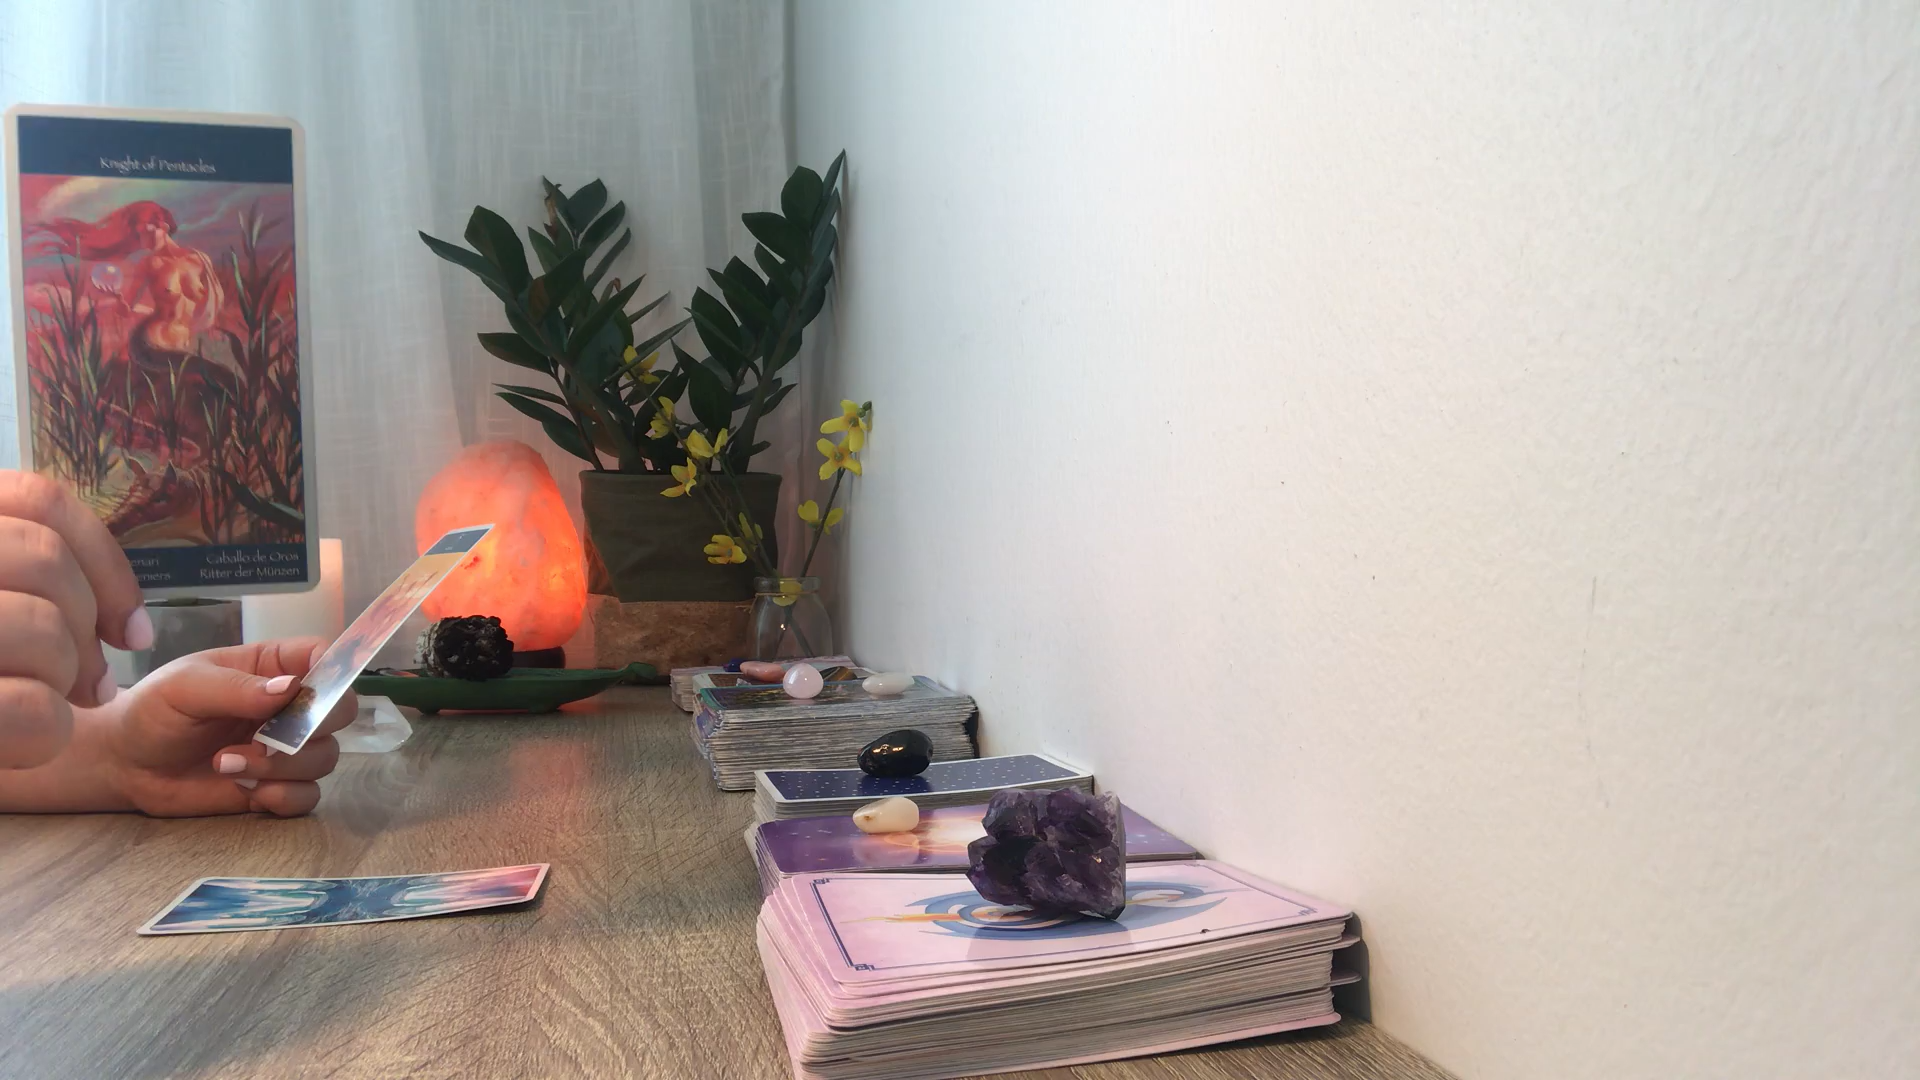 Knight of Pentacles
Caballo de Oros
Ritter der Münzen